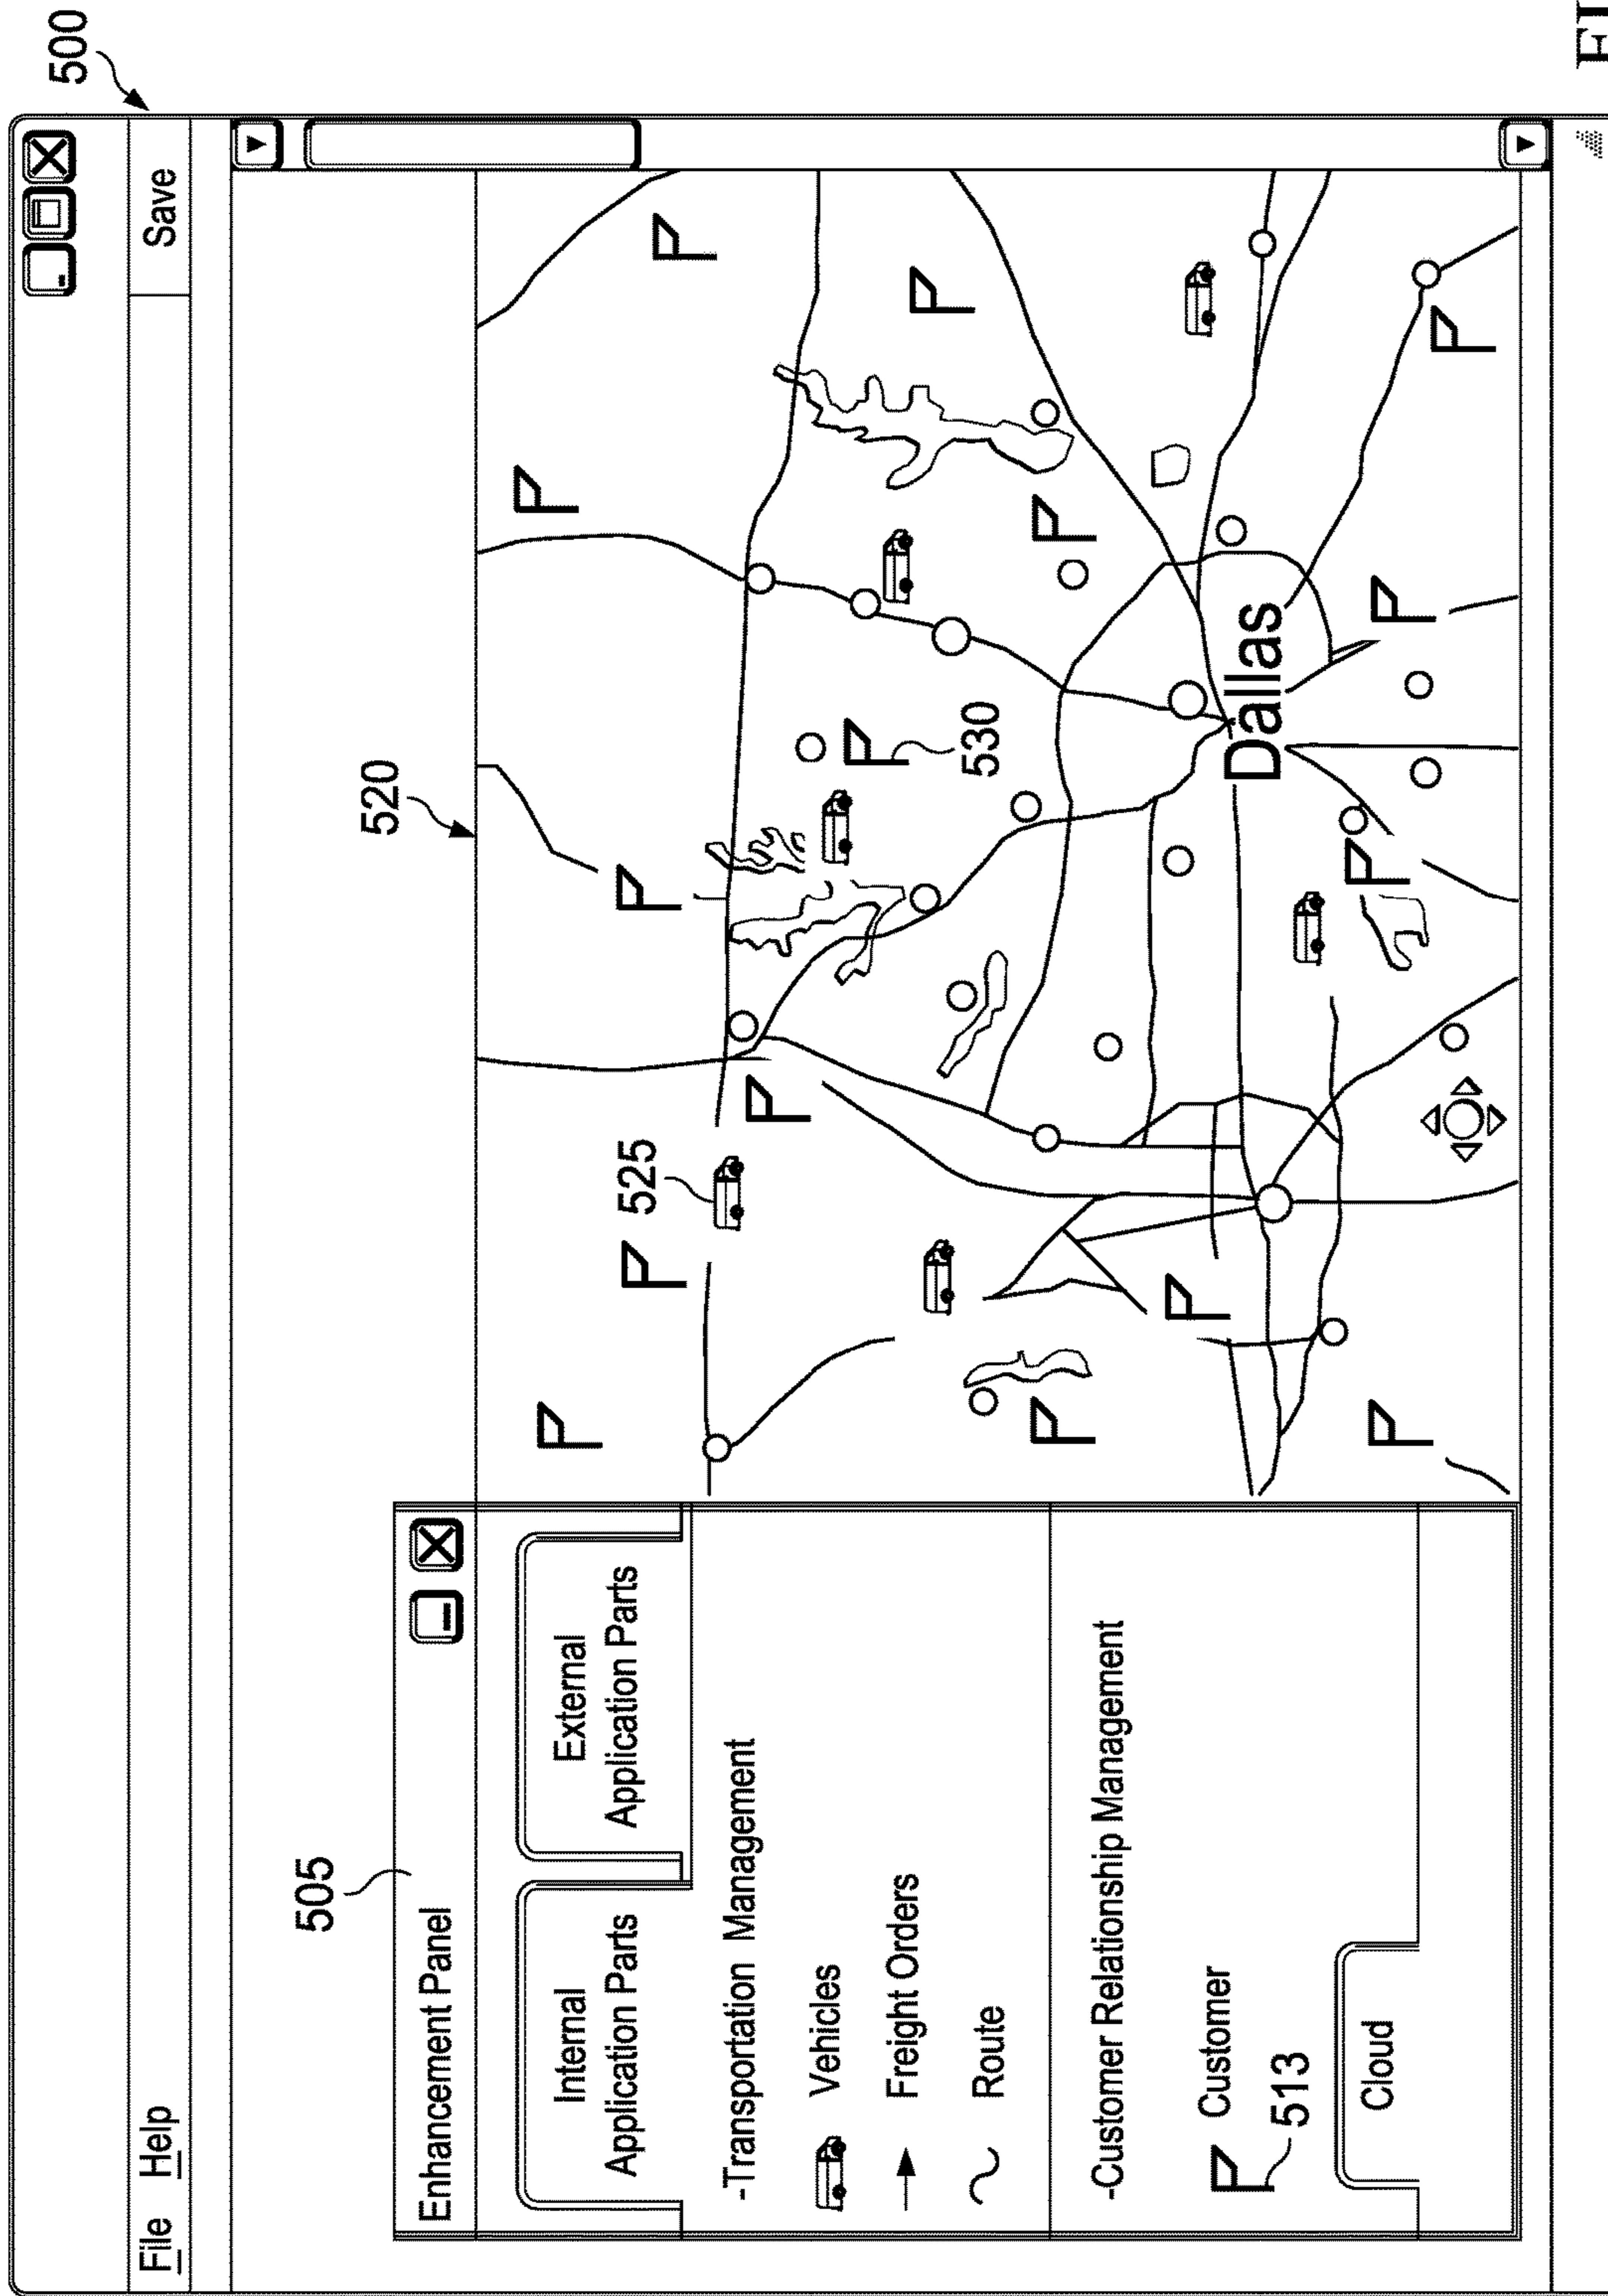 500
File Help
Save
505
520
Enhancement Panel
Internal
Application Parts
External
Application Parts
-Transportation Management
Vehicles
Freight Orders
Route
-Customer Relationship Management
Customer
513
Cloud
525
530
Dallas